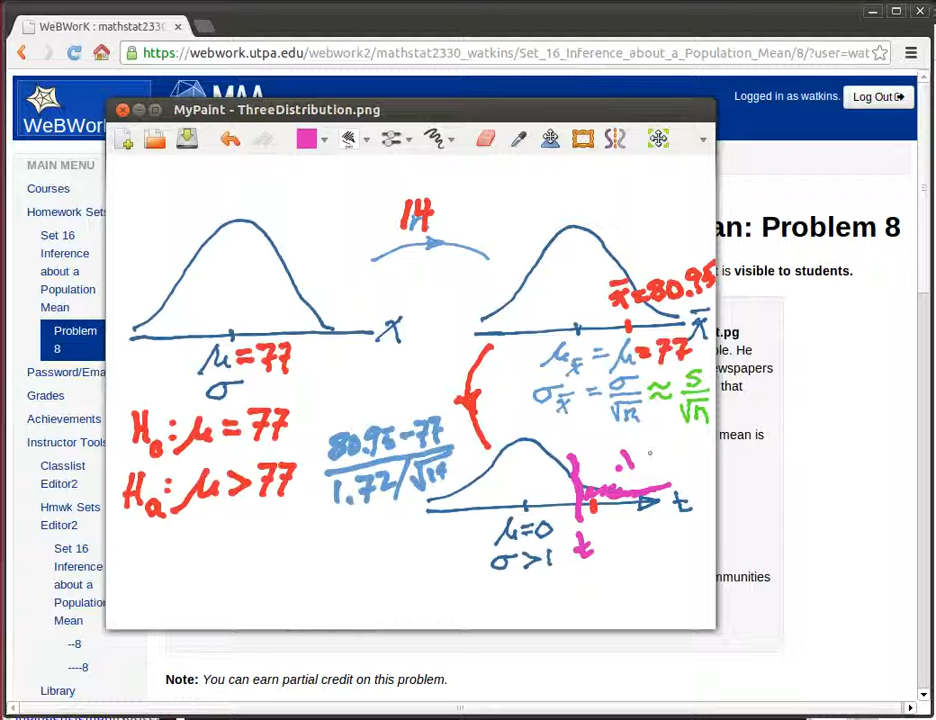 WeBWorK : mathstat2330
https://webwork.utpa.edu/webwork2/mathstat2330_watkins/Set_16_Inference_about_a_Population_Mean/8/?user=wat
MAA
Logged in as watkins.
Log Out
WeBWorK
MyPaint - ThreeDistribution.png
MAIN MENU
Courses
Homework Sets
Set 16
Inference
about a
Population
Mean
Problem
8
Password/Email
Grades
Achievements
Instructor Tools
Classlist
Editor2
Hmwk Sets
Editor2
Set 16
Inference
about a
Population
Mean
--8
----8
Library
an: Problem 8
is visible to students.
t.pg
ple. He
ewspapers
that
mean is
mmunities
14
x̄=80.95
x
x̄
μ=77
σ
μx̄ = μ=77
σx̄ = σ/√n ≈ s/√n
H0: μ=77
Ha: μ>77
80.95-77
1.72/√14
.1
t
μ=0
σ>1
t
Note: You can earn partial credit on this problem.